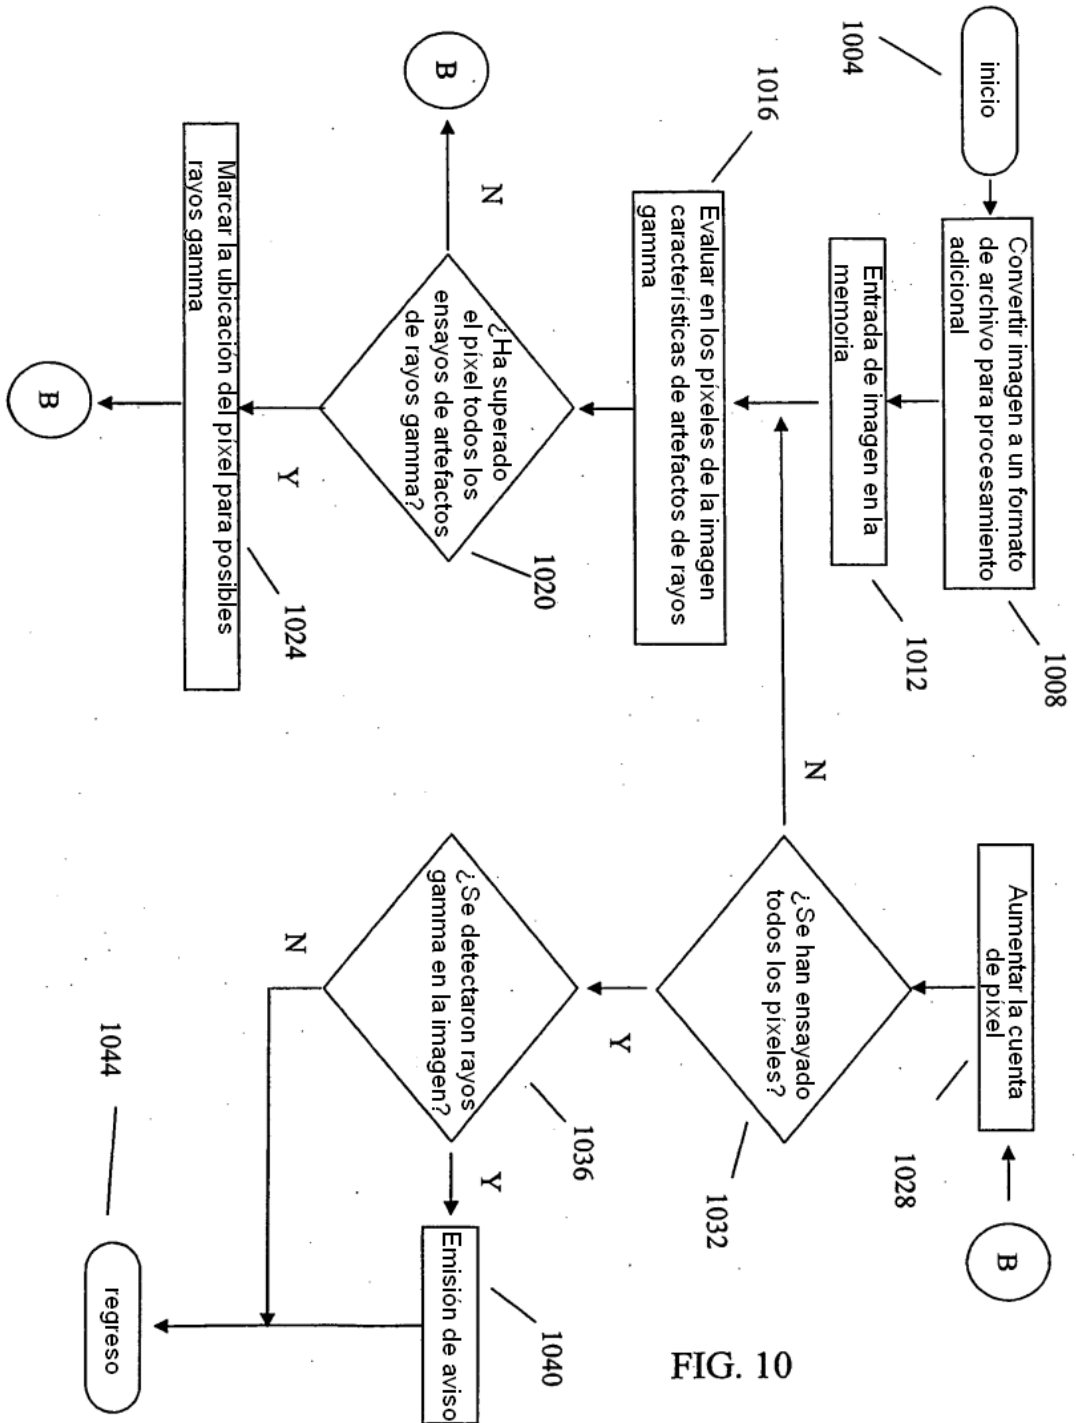 inicio
1004
Convertir imagen a un formato
de archivo para procesamiento
adicional
1008
Entrada de imagen en la
memoria
1012
Evaluar en los píxeles de la imagen
características de artefactos de rayos
gamma
1016
¿Ha superado
el píxel todos los
ensayos de artefactos
de rayos gamma?
1020
N
B
Y
Marcar la ubicación del píxel para posibles
rayos gamma
1024
B
B
Aumentar la cuenta
de píxel
1028
¿Se han ensayado
todos los píxeles?
1032
N
Y
¿Se detectaron rayos
gamma en la imagen?
1036
Y
N
Emisión de aviso
1040
regreso
1044
FIG. 10